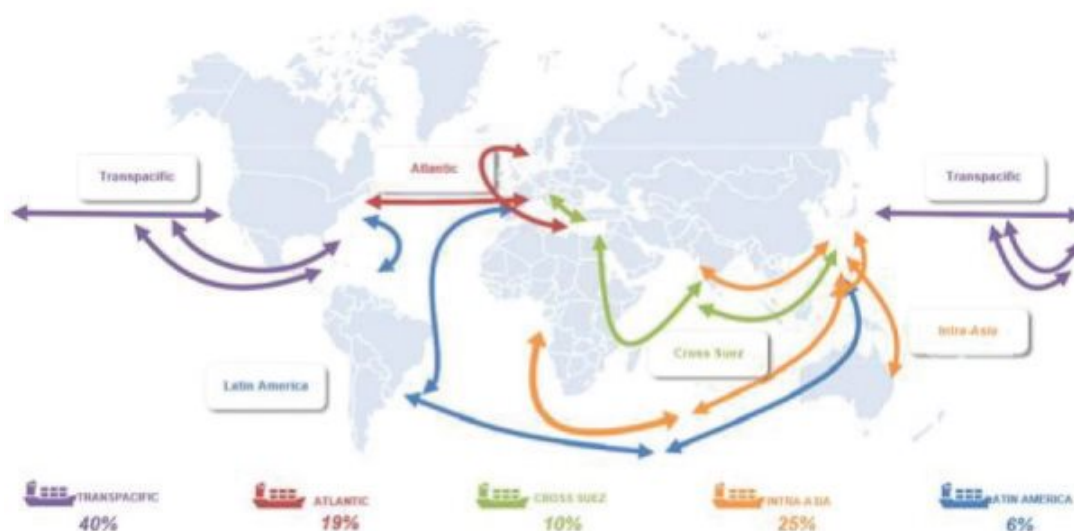 Transpacific
Atlantic
Transpacific
Intra-Asia
Cross Suez
Latin America
TRANSPACIFIC
40%
ATLANTIC
19%
CROSS SUEZ
10%
INTRA-ASIA
25%
LATIN AMERICA
6%